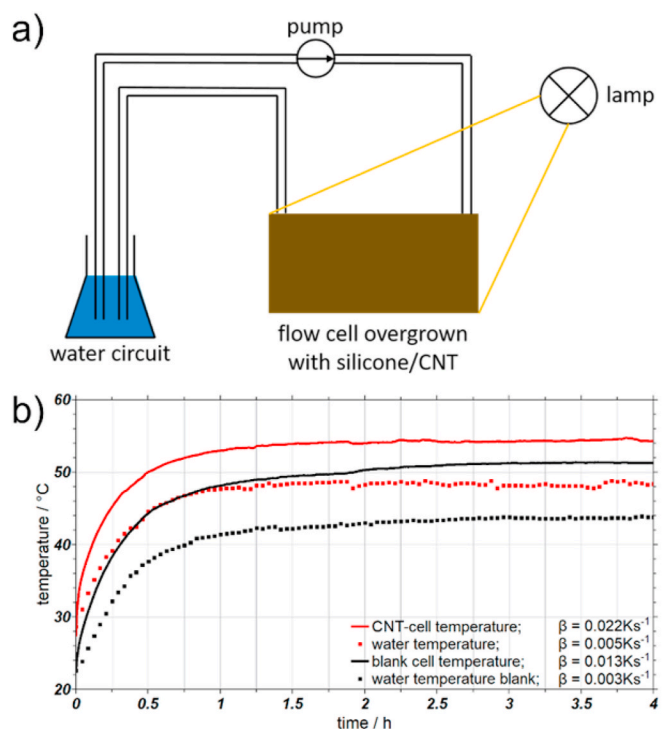 a)
pump
lamp
water circuit
flow cell overgrown
with silicone/CNT
b)
60
50
40
30
20
temperature / °C
CNT-cell temperature; β = 0.022Ks⁻¹
water temperature; β = 0.005Ks⁻¹
blank cell temperature; β = 0.013Ks⁻¹
water temperature blank; β = 0.003Ks⁻¹
0 0.5 1 1.5 2 2.5 3 3.5 4
time / h